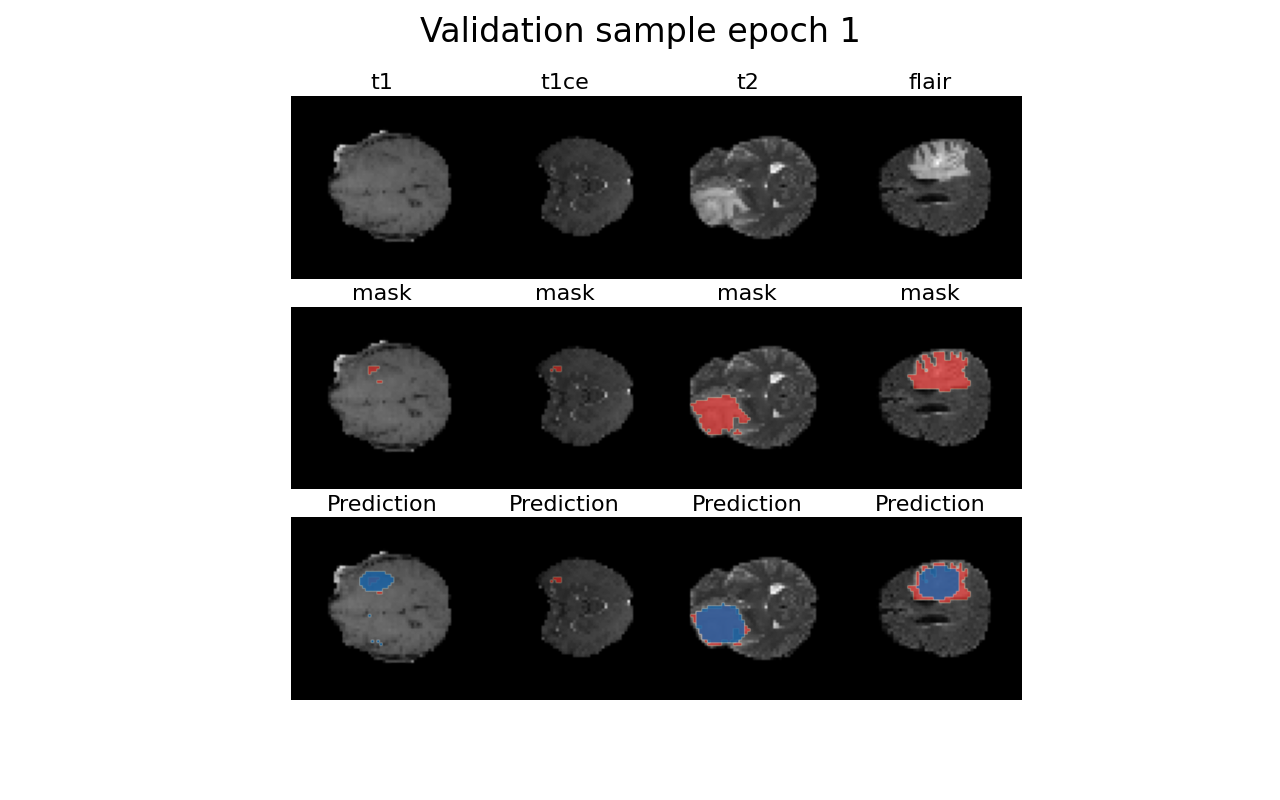 Validation sample epoch 1
t1 t1ce t2 flair
mask mask mask mask
Prediction Prediction Prediction Prediction